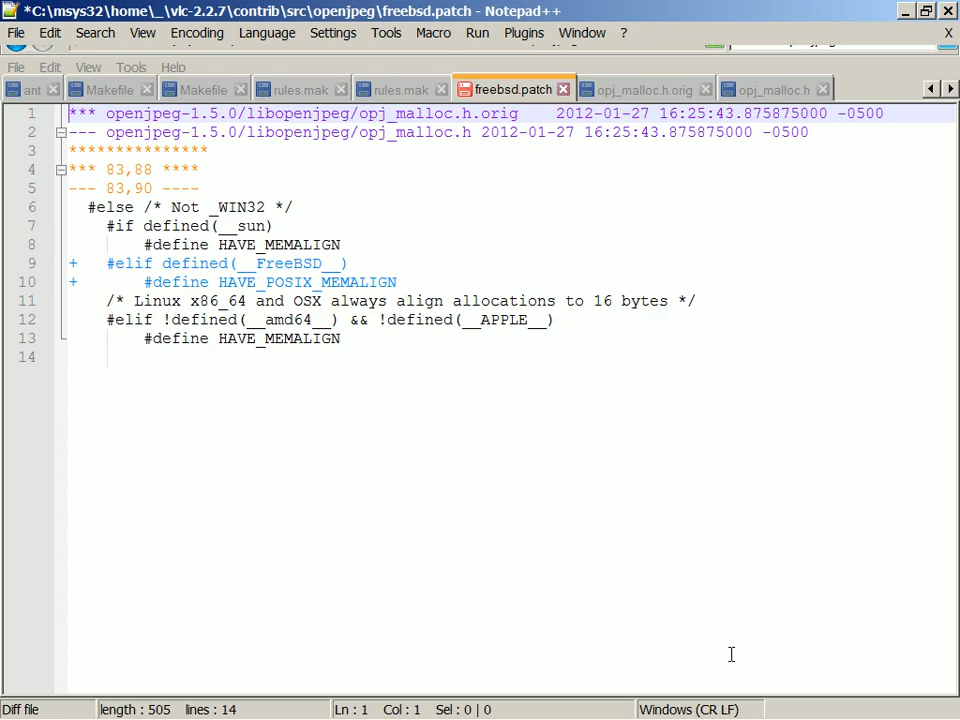 *C:\msys32\home\_\vlc-2.2.7\contrib\src\openjpeg\freebsd.patch - Notepad++
File Edit Search View Encoding Language Settings Tools Macro Run Plugins Window ? X
File Edit View Tools Help
ant Makefile Makefile rules.mak rules.mak freebsd.patch opj_malloc.h.orig opj_malloc.h
1 *** openjpeg-1.5.0/libopenjpeg/opj_malloc.h.orig 2012-01-27 16:25:43.875875000 -0500
2 --- openjpeg-1.5.0/libopenjpeg/opj_malloc.h 2012-01-27 16:25:43.875875000 -0500
3 ***************
4 *** 83,88 ****
5 --- 83,90 ----
6 #else /* Not _WIN32 */
7 #if defined(__sun)
8 #define HAVE_MEMALIGN
9 + #elif defined(__FreeBSD__)
10 + #define HAVE_POSIX_MEMALIGN
11 /* Linux x86_64 and OSX always align allocations to 16 bytes */
12 #elif !defined(__amd64__) && !defined(__APPLE__)
13 #define HAVE_MEMALIGN
14
Diff file length : 505 lines : 14 Ln : 1 Col : 1 Sel : 0 | 0 Windows (CR LF)